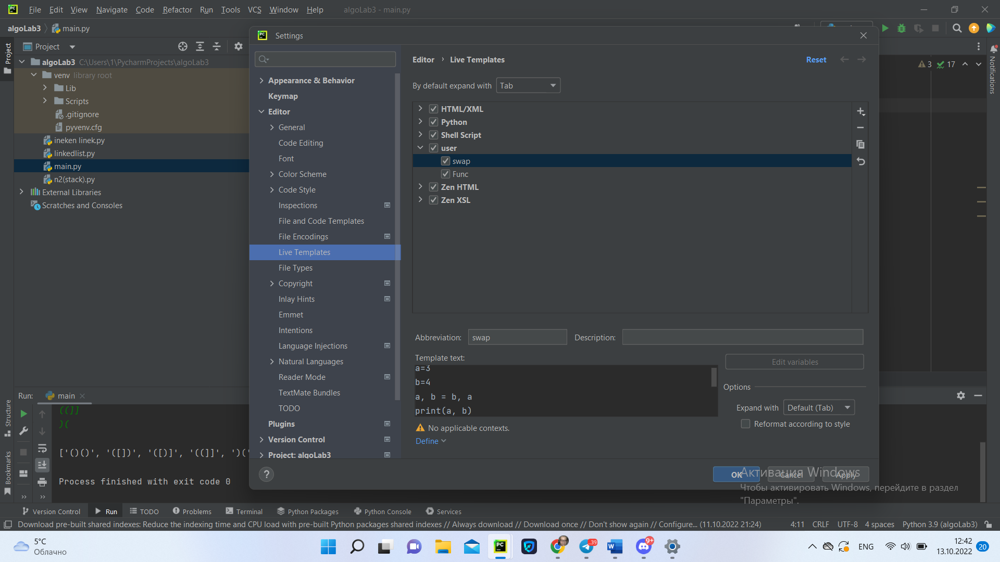 File Edit View Navigate Code Refactor Run Tools VCS Window Help algoLab3 - main.py
algoLab3 main.py
Settings
Project
Project
algoLab3 C:\Users\1\PycharmProjects\algoLab3
venv library root
Lib
Scripts
.gitignore
pyvenv.cfg
ineken linek.py
linkedlist.py
main.py
n2(stack).py
External Libraries
Scratches and Consoles
Appearance & Behavior
Keymap
Editor
General
Code Editing
Font
Color Scheme
Code Style
Inspections
File and Code Templates
File Encodings
Live Templates
File Types
Copyright
Inlay Hints
Emmet
Intentions
Language Injections
Natural Languages
Reader Mode
TextMate Bundles
TODO
Plugins
Version Control
Project: algoLab3
Editor › Live Templates
Reset
By default expand with Tab
HTML/XML
Python
Shell Script
user
swap
Func
Zen HTML
Zen XSL
Abbreviation: swap Description:
Template text:
a=3
b=4
a, b = b, a
print(a, b)
Edit variables
Options
Expand with Default (Tab)
Reformat according to style
No applicable contexts.
Define
? OK Cancel Apply
3 17
Notifications
Активация Windows
Чтобы активировать Windows, перейдите в раздел
"Параметры".
Run: main
Structure
Bookmarks
((]]
)(
['()()', '([])', '([)]', '((]]', ')('
Process finished with exit code 0
Version Control Run TODO Problems Terminal Python Packages Python Console Services
Download pre-built shared indexes: Reduce the indexing time and CPU load with pre-built Python packages shared indexes // Always download // Download once // Don't show again // Configure... (11.10.2022 21:24) 4:11 CRLF UTF-8 4 spaces Python 3.9 (algoLab3)
5°C
Облачно
PC
39
W
9+
ENG
12:42
13.10.2022
20